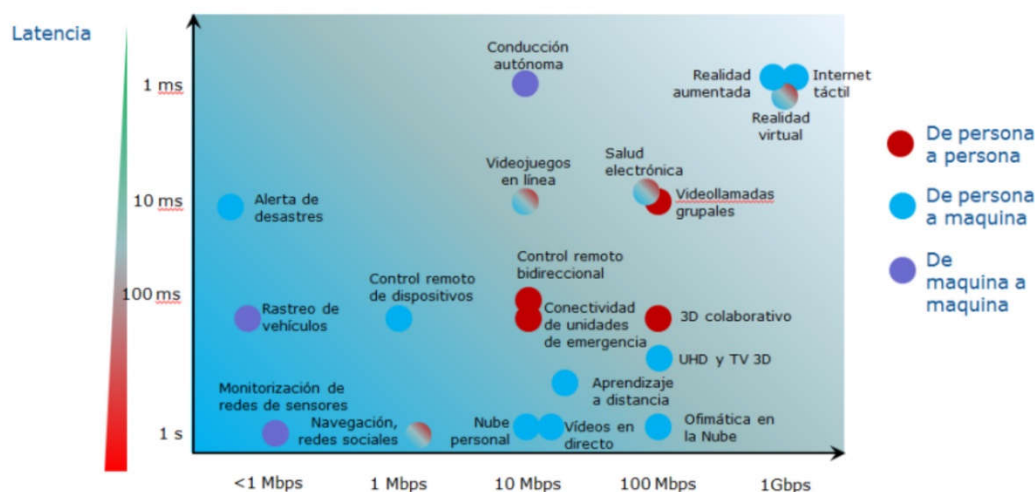 Latencia
1 ms
10 ms
100 ms
1 s
Conducción
autónoma
Realidad
aumentada
Internet
táctil
Realidad
virtual
Videojuegos
en línea
Salud
electrónica
Videollamadas
grupales
Alerta de
desastres
Control remoto
bidireccional
Control remoto
de dispositivos
Rastreo de
vehículos
Conectividad
de unidades
de emergencia
3D colaborativo
UHD y TV 3D
Aprendizaje
a distancia
Monitorización de
redes de sensores
Navegación,
redes sociales
Nube
personal
Vídeos en
directo
Ofimática en
la Nube
<1 Mbps
1 Mbps
10 Mbps
100 Mbps
1Gbps
De persona
a persona
De persona
a maquina
De
maquina a
maquina